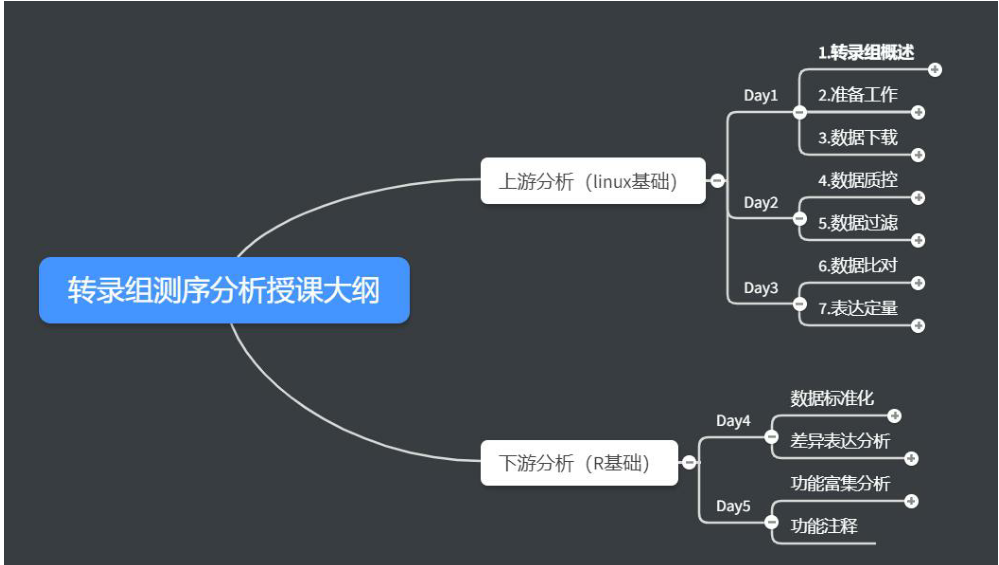 转录组测序分析授课大纲
上游分析（linux基础）
Day1
1.转录组概述
2.准备工作
3.数据下载
Day2
4.数据质控
5.数据过滤
Day3
6.数据比对
7.表达定量
下游分析（R基础）
Day4
数据标准化
差异表达分析
Day5
功能富集分析
功能注释